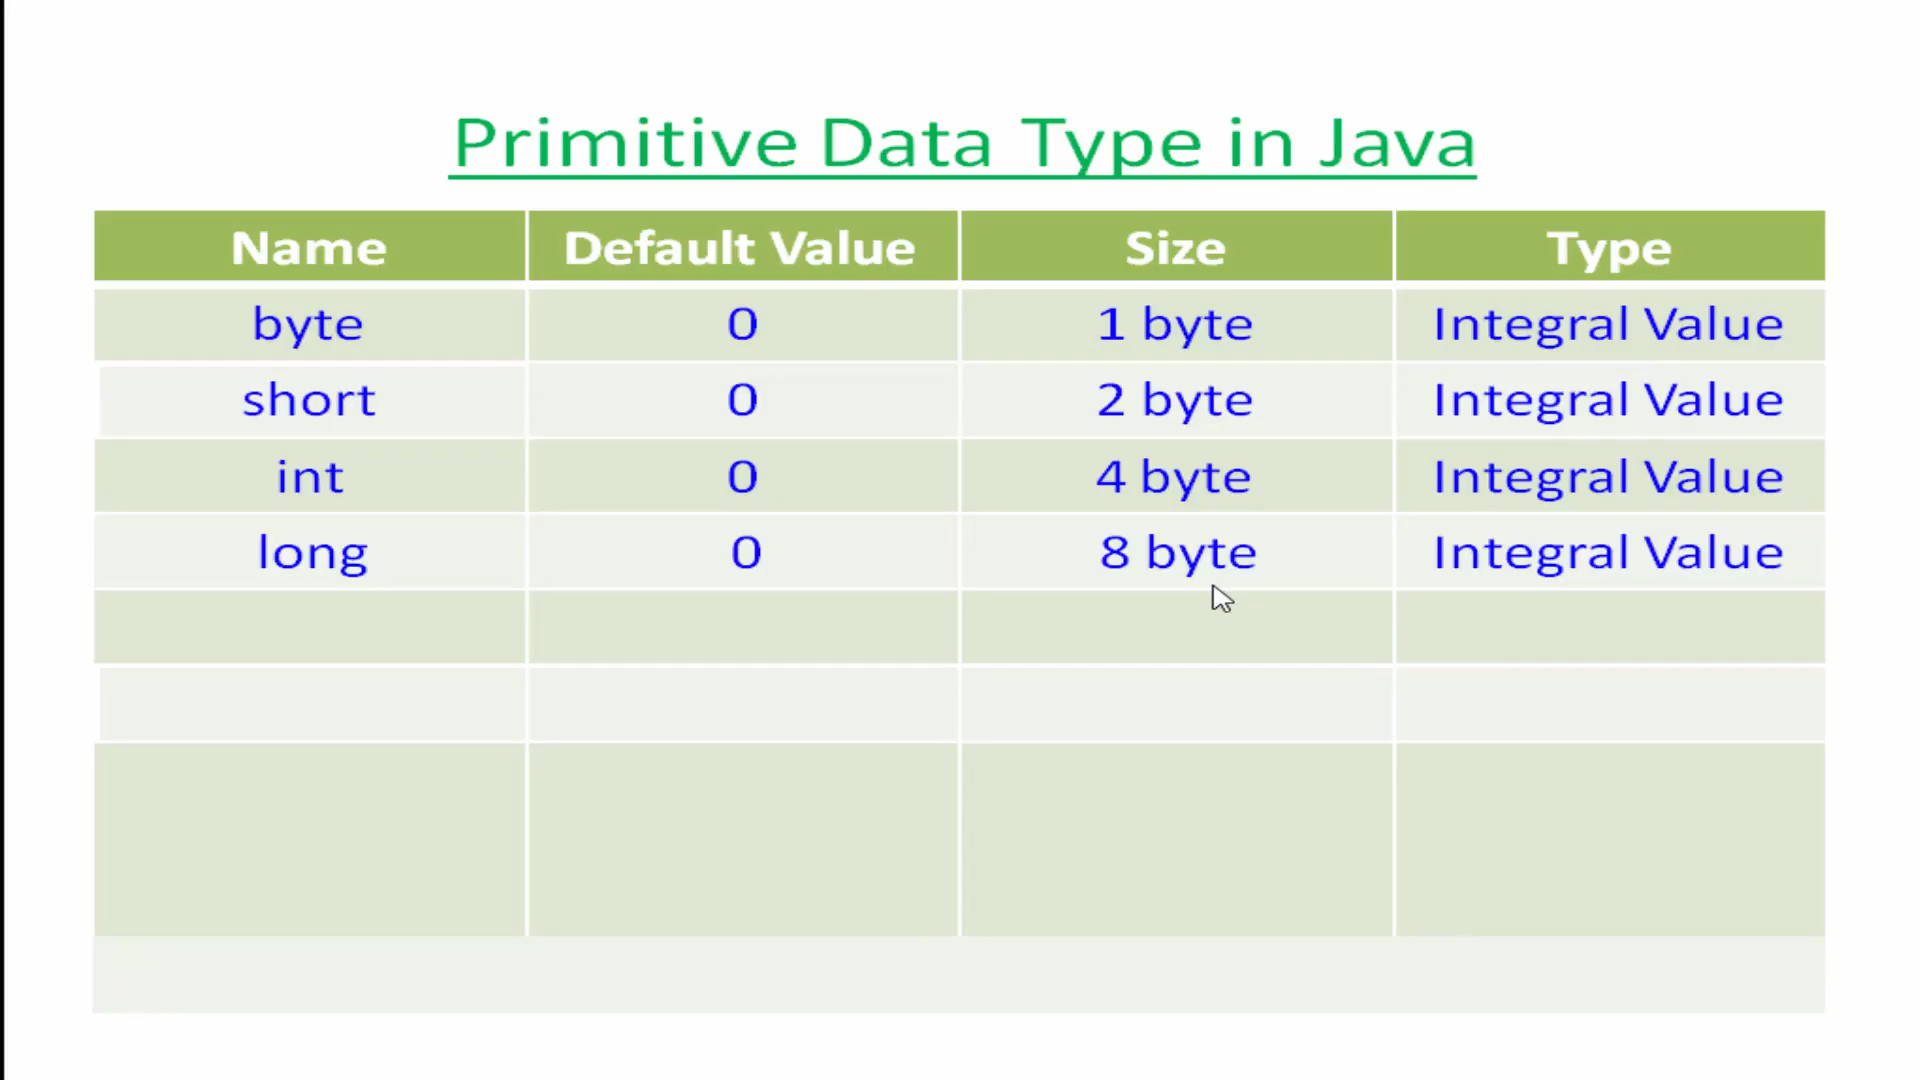 Primitive Data Type in Java
Name Default Value Size Type
byte 0 1 byte Integral Value
short 0 2 byte Integral Value
int 0 4 byte Integral Value
long 0 8 byte Integral Value